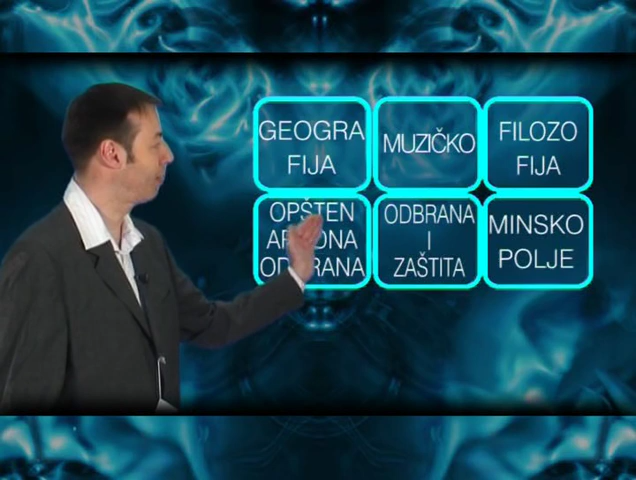 GEOGRA
FIJA
MUZIČKO
FILOZO
FIJA
OPŠTEN
ODBRANA
I
ZAŠTITA
MINSKO
POLJE